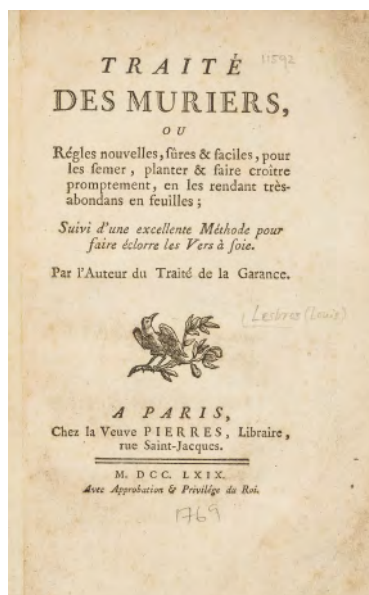 11592
TRAITÉ
DES MURIERS,
OU
Régles nouvelles, sûres & faciles, pour
les semer, planter & faire croître
promptement, en les rendant très-
abondans en feuilles ;
Suivi d'une excellente Méthode pour
faire éclorre les Vers à soie.
Par l'Auteur du Traité de la Garance.
(Lesbros (Louis)
A PARIS,
Chez la Veuve PIERRES, Libraire,
rue Saint-Jacques.
M. DCC. LXIX.
Avec Approbation & Privilége du Roi.
1769